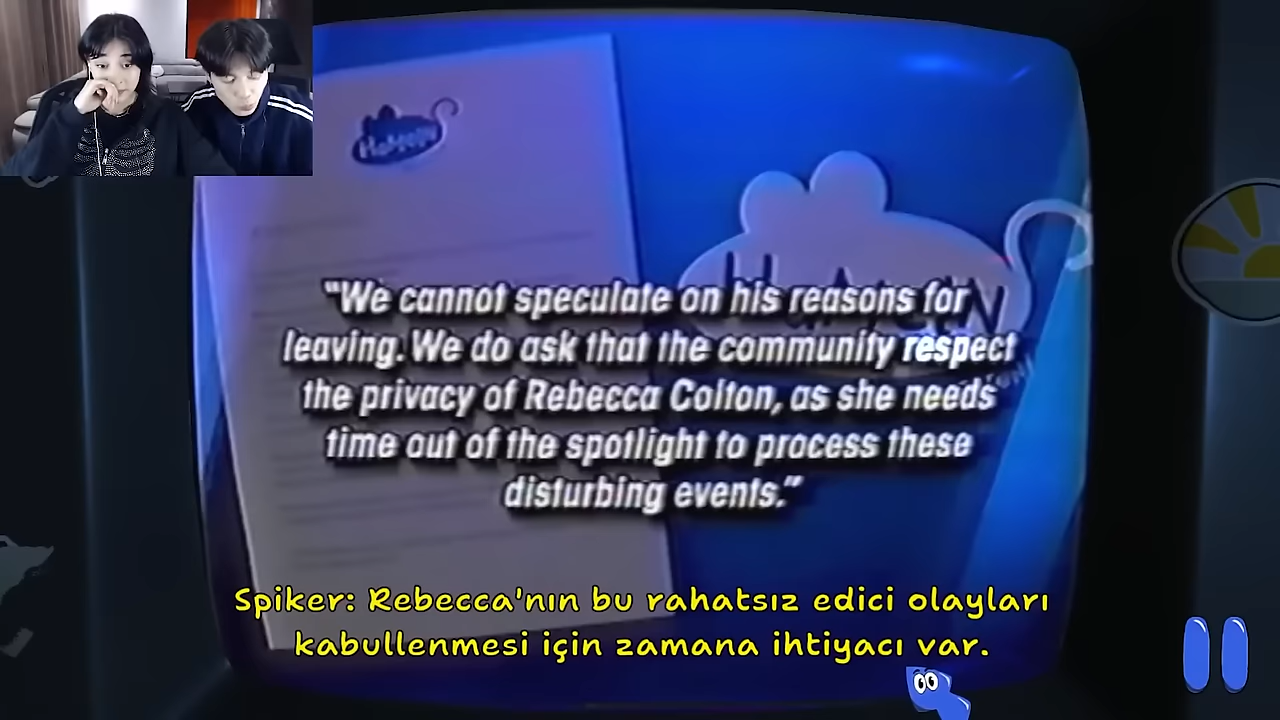 Hameln
"We cannot speculate on his reasons for
leaving. We do ask that the community respect
the privacy of Rebecca Colton, as she needs
time out of the spotlight to process these
disturbing events."
Spiker: Rebecca'nın bu rahatsız edici olayları
kabullenmesi için zamana ihtiyacı var.